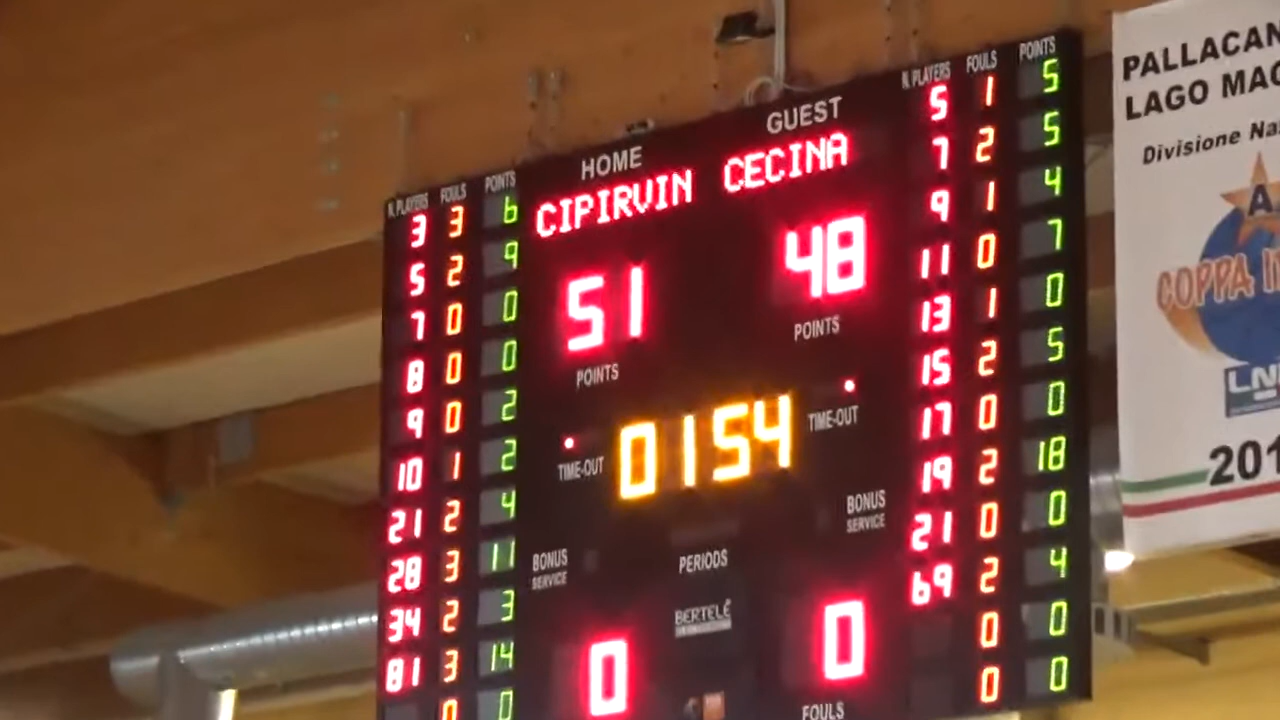 N. PLAYERS FOULS POINTS
3 3 6
5 2 9
7 0 0
8 0 0
9 0 2
10 1 2
21 2 4
28 3 11
34 2 3
81 3 14
0 0
HOME GUEST
CIPIRVIN CECINA
51 48
POINTS POINTS
TIME-OUT 0154 TIME-OUT
BONUS SERVICE PERIODS BONUS SERVICE
BERTELÉ
0 0
FOULS
N. PLAYERS FOULS POINTS
5 1 5
7 2 5
9 1 4
11 0 7
13 1 0
15 2 5
17 0 0
19 2 18
21 0 0
69 2 4
0 0
0 0
PALLACAN
LAGO MAG
Divisione Na
A
COPPA I
LN
201